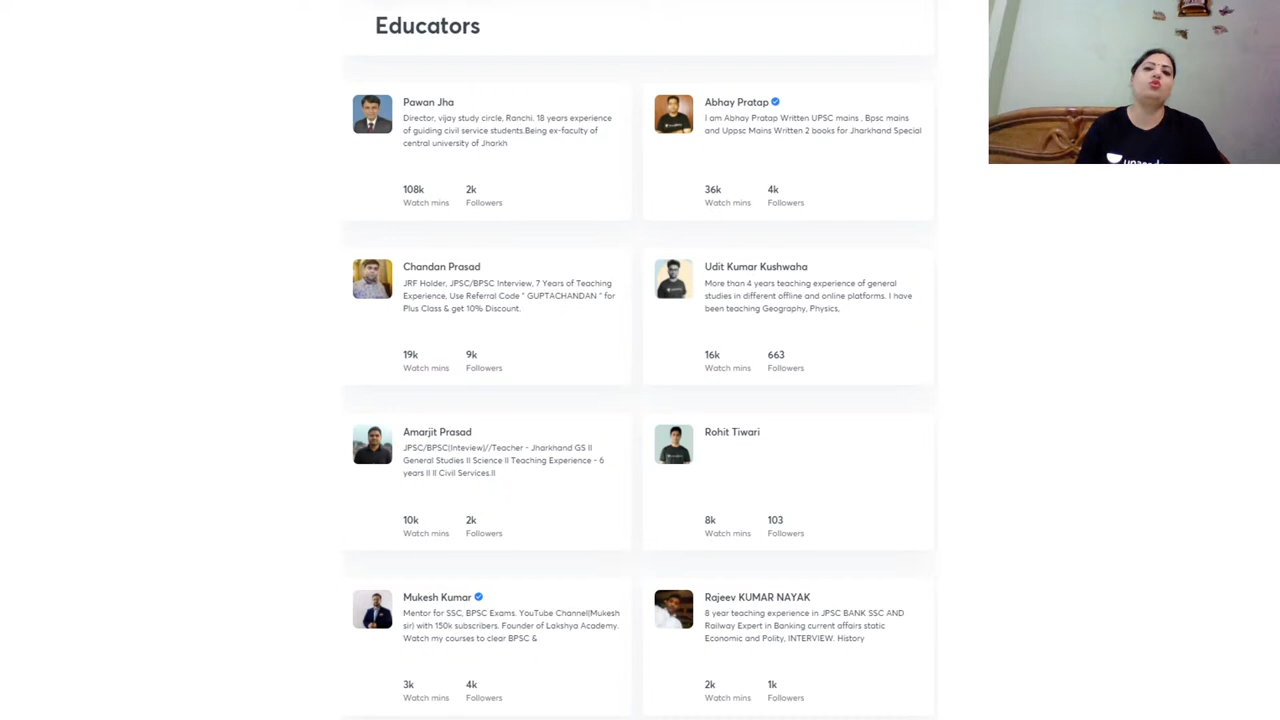 Educators
Pawan Jha
Director, vijay study circle, Ranchi. 18 years experience
of guiding civil service students.Being ex-faculty of
central university of Jharkh
108k 2k
Watch mins Followers
Abhay Pratap
I am Abhay Pratap Written UPSC mains , Bpsc mains
and Uppsc Mains Written 2 books for Jharkhand Special
36k 4k
Watch mins Followers
Chandan Prasad
JRF Holder, JPSC/BPSC Interview, 7 Years of Teaching
Experience, Use Referral Code " GUPTACHANDAN " for
Plus Class & get 10% Discount.
19k 9k
Watch mins Followers
Udit Kumar Kushwaha
More than 4 years teaching experience of general
studies in different offline and online platforms. I have
been teaching Geography, Physics,
16k 663
Watch mins Followers
Amarjit Prasad
JPSC/BPSC(Inteview)//Teacher - Jharkhand GS II
General Studies II Science II Teaching Experience - 6
years II II Civil Services.II
10k 2k
Watch mins Followers
Rohit Tiwari
8k 103
Watch mins Followers
Mukesh Kumar
Mentor for SSC, BPSC Exams. YouTube Channel(Mukesh
sir) with 150k subscribers. Founder of Lakshya Academy.
Watch my courses to clear BPSC &
3k 4k
Watch mins Followers
Rajeev KUMAR NAYAK
8 year teaching experience in JPSC BANK SSC AND
Railway Expert in Banking current affairs static
Economic and Polity, INTERVIEW. History
2k 1k
Watch mins Followers